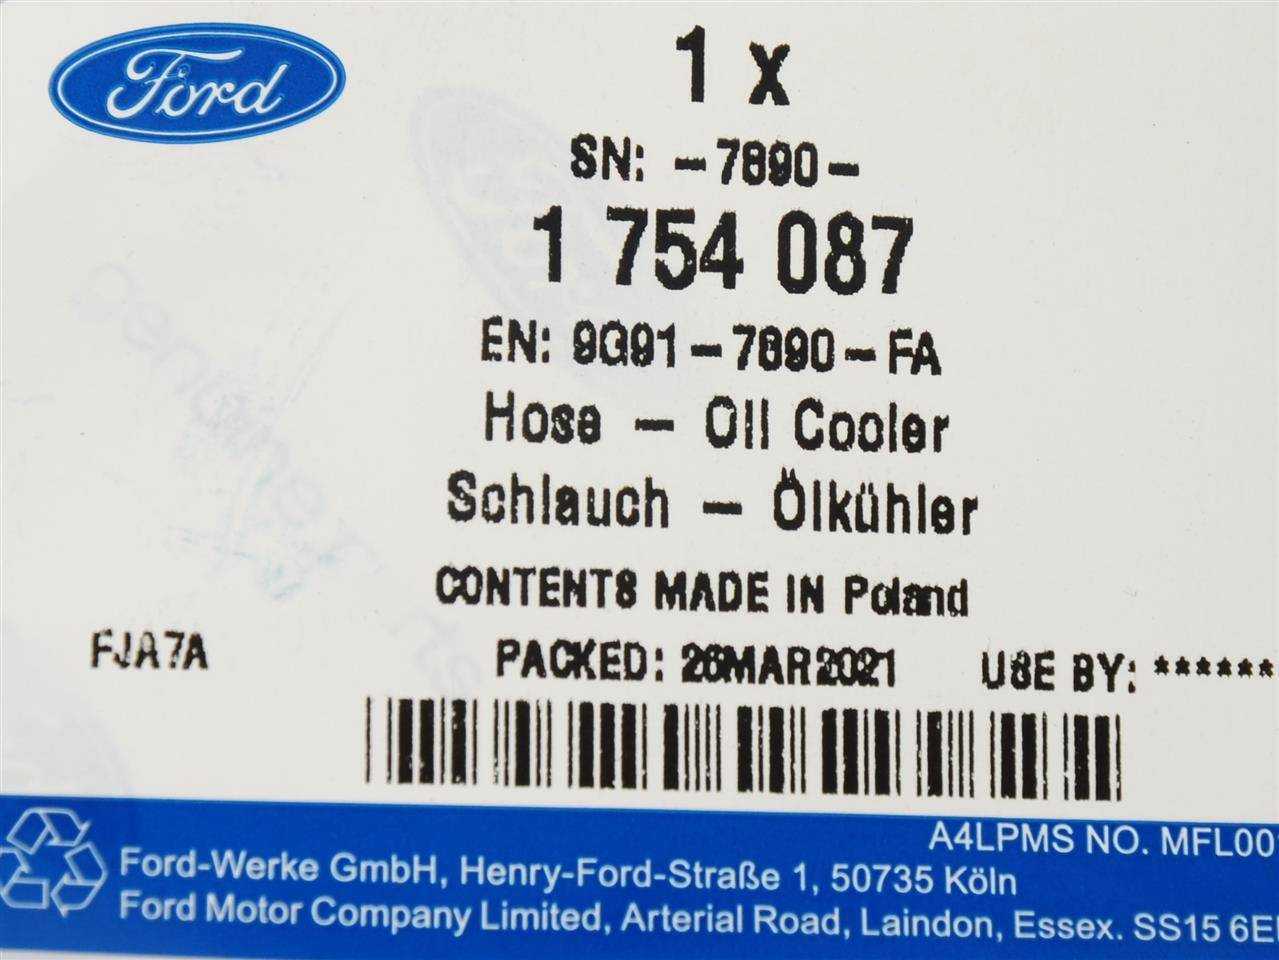 Ford
1 x
SN: -7890-
1 754 087
EN: 9G91-7890-FA
Hose - Oil Cooler
Schlauch - Ölkühler
CONTENTS MADE IN Poland
FJA7A
PACKED: 26MAR2021
USE BY: ******
A4LPMS NO. MFL00
Ford-Werke GmbH, Henry-Ford-Straße 1, 50735 Köln
Ford Motor Company Limited, Arterial Road, Laindon, Essex. SS15 6E